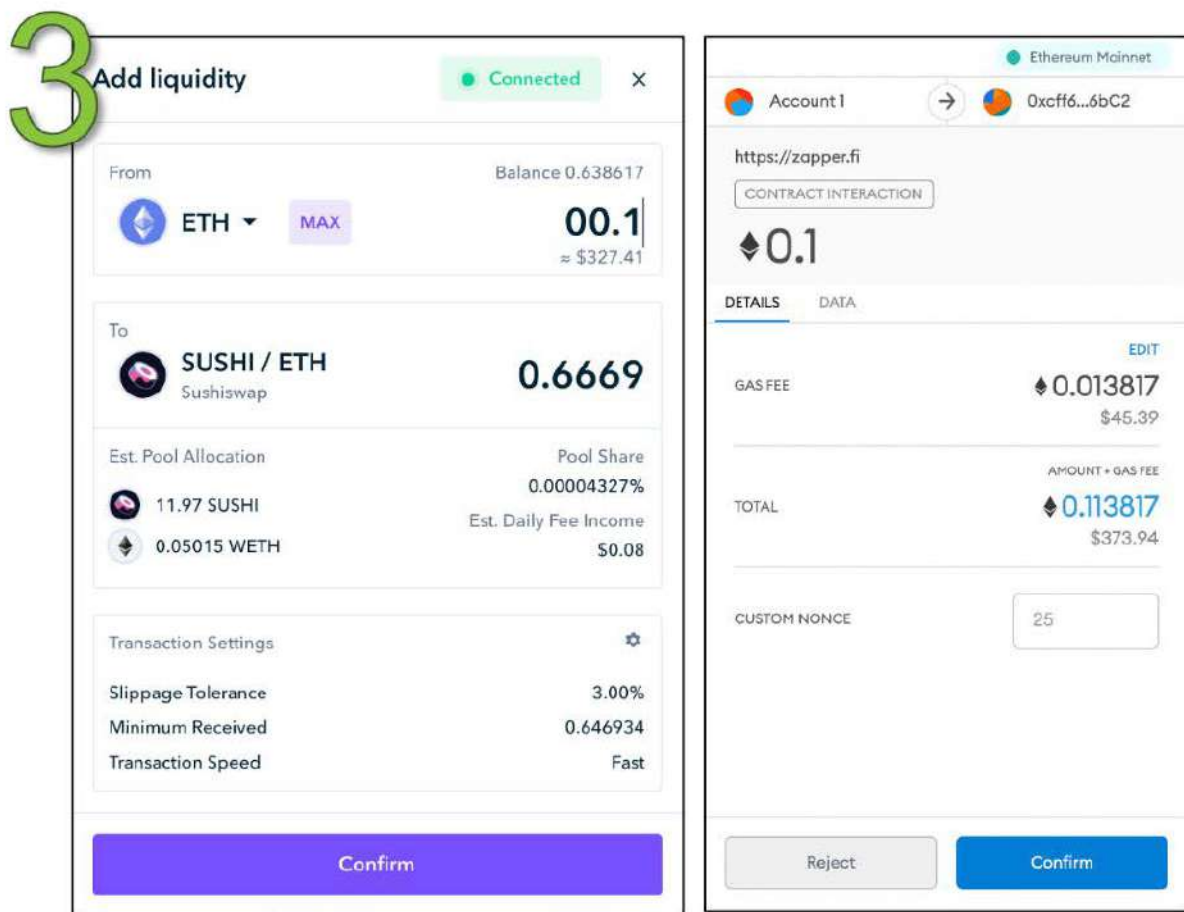 3
Add liquidity
Connected
×
From
Balance 0.638617
ETH
MAX
00.1
≈ $327.41
To
SUSHI / ETH
0.6669
Sushiswap
Est. Pool Allocation
Pool Share
0.00004327%
11.97 SUSHI
Est. Daily Fee Income
0.05015 WETH
$0.08
Transaction Settings
Slippage Tolerance
3.00%
Minimum Received
0.646934
Transaction Speed
Fast
Confirm
Ethereum Mainnet
Account 1
0xcff6...6bC2
https://zapper.fi
CONTRACT INTERACTION
0.1
DETAILS
DATA
EDIT
GAS FEE
0.013817
$45.39
AMOUNT + GAS FEE
TOTAL
0.113817
$373.94
CUSTOM NONCE
25
Reject
Confirm